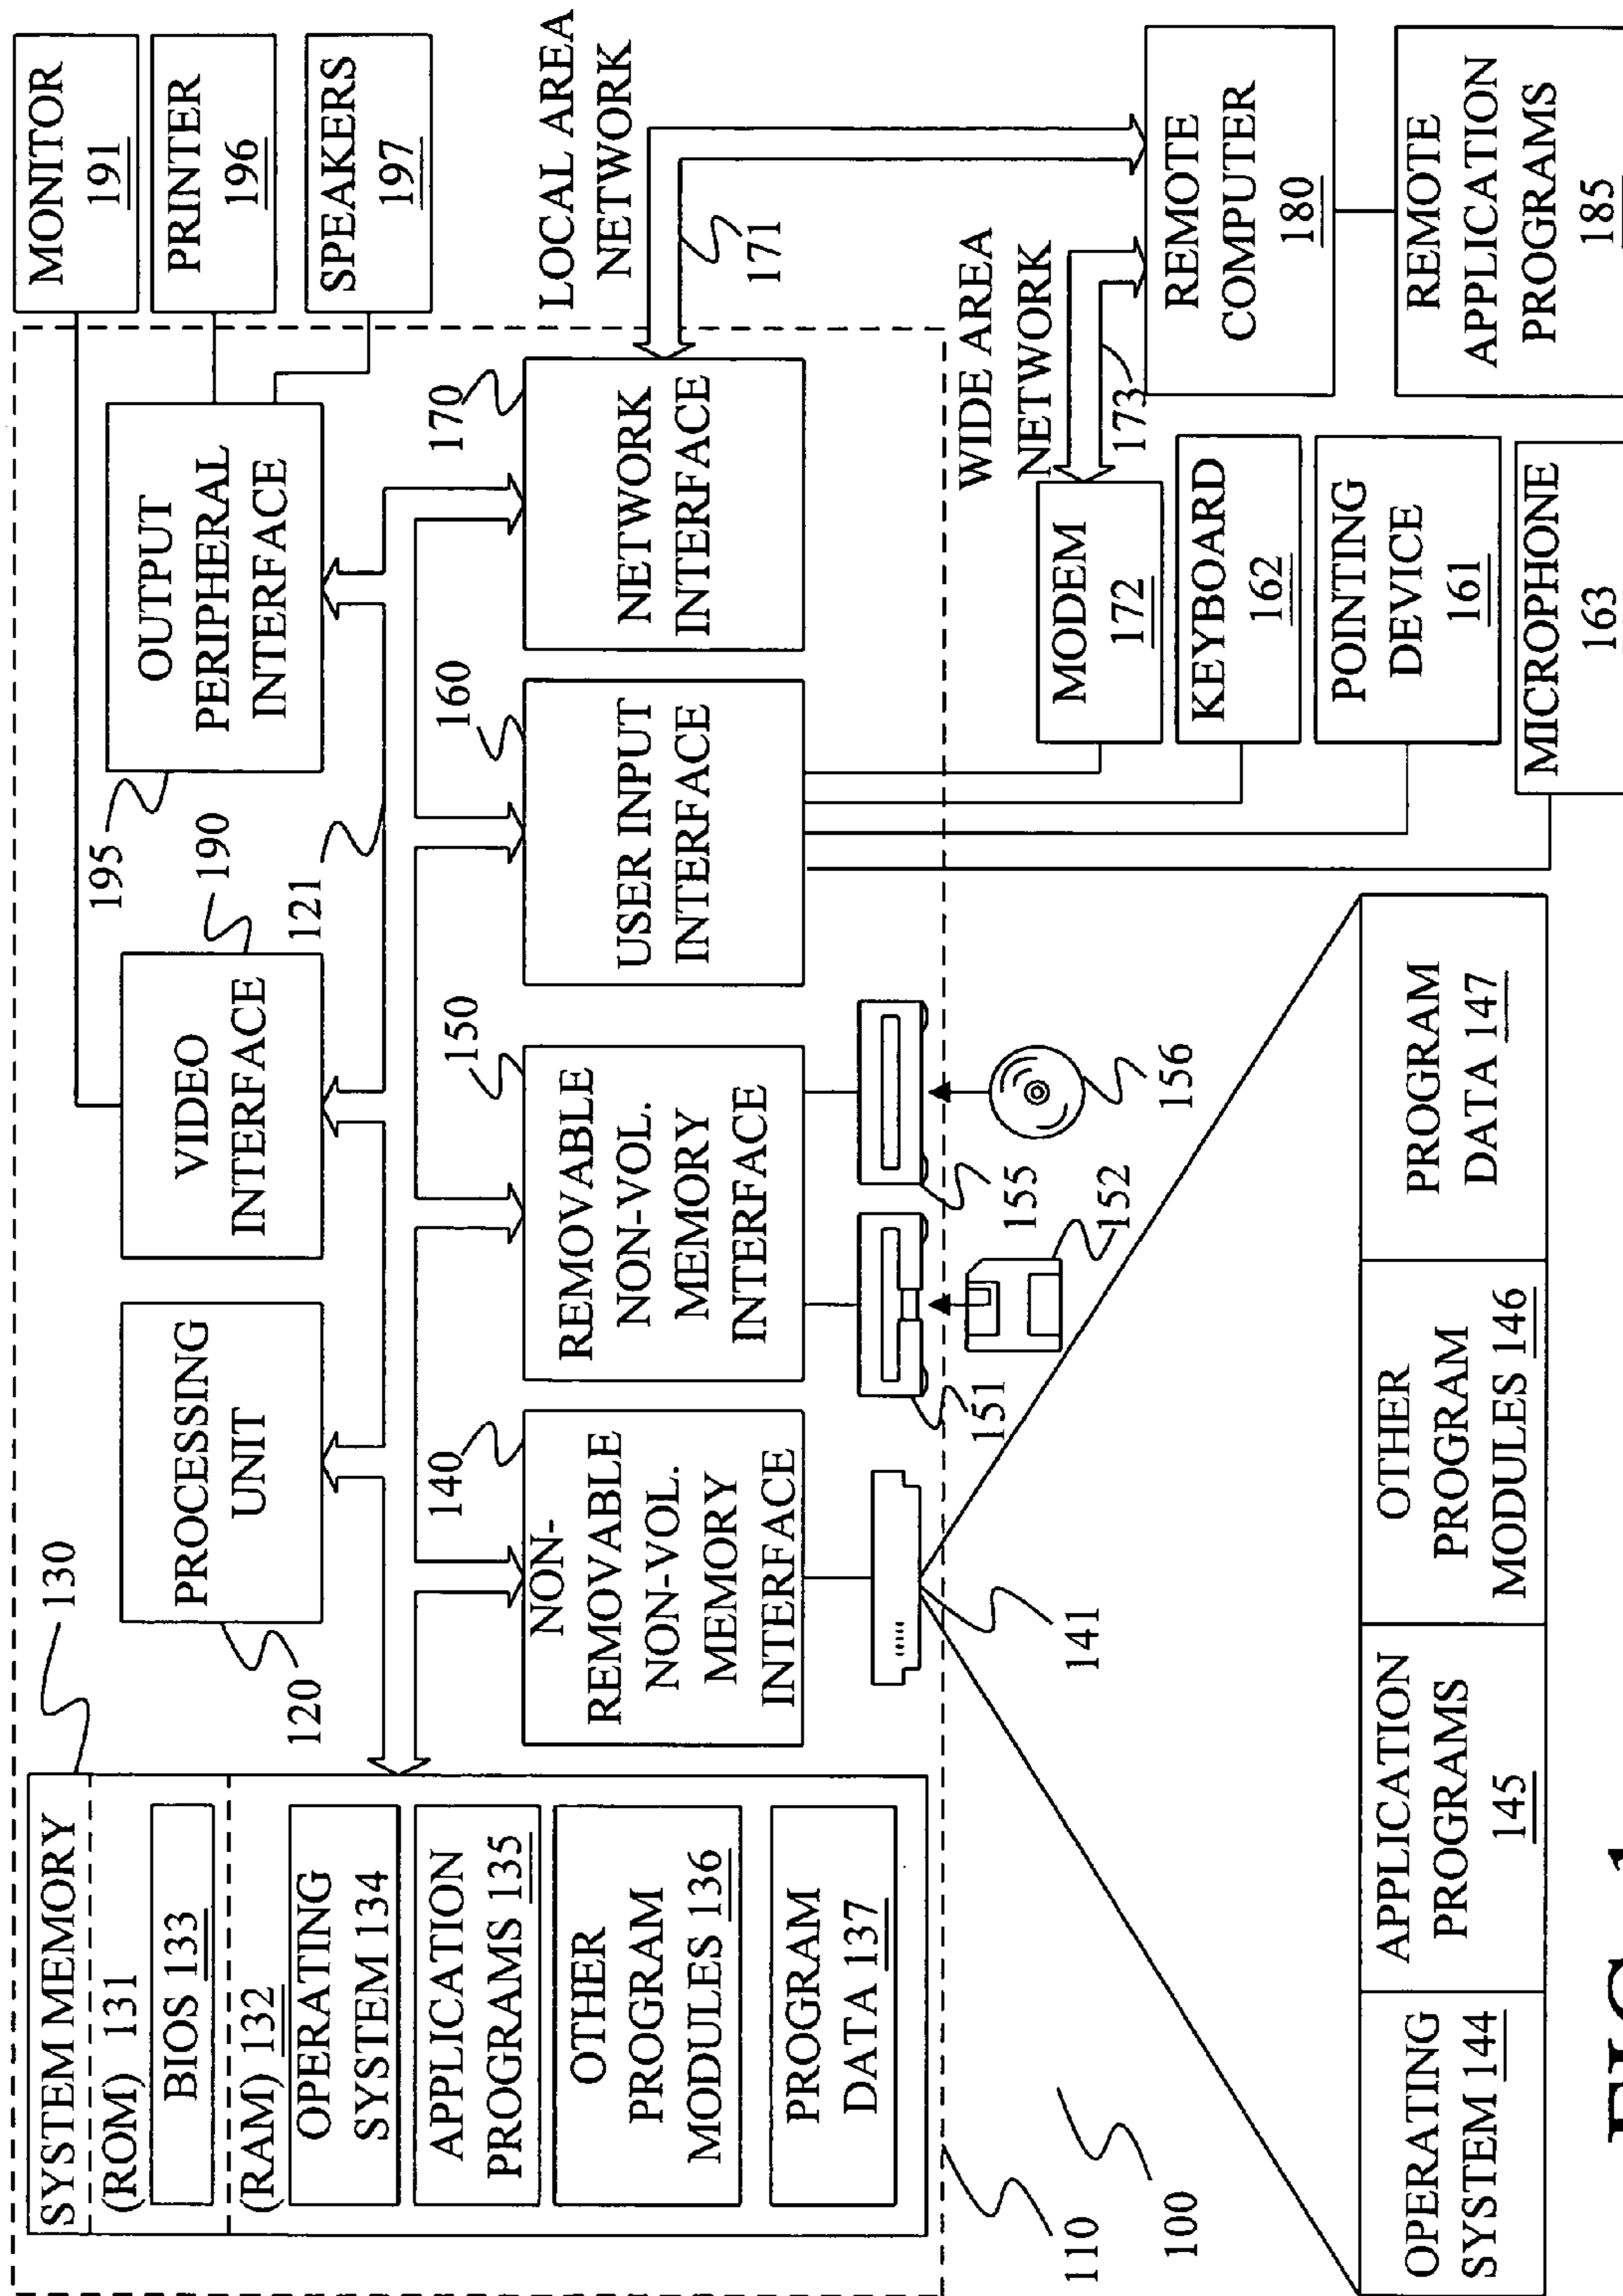 SYSTEM MEMORY
(ROM) 131
BIOS 133
(RAM) 132
OPERATING
SYSTEM 134
APPLICATION
PROGRAMS 135
OTHER
PROGRAM
MODULES 136
PROGRAM
DATA 137
130
120
PROCESSING
UNIT
VIDEO
INTERFACE
190
121
195
OUTPUT
PERIPHERAL
INTERFACE
MONITOR
191
PRINTER
196
SPEAKERS
197
140
NON-
REMOVABLE
NON-VOL.
MEMORY
INTERFACE
150
REMOVABLE
NON-VOL.
MEMORY
INTERFACE
160
USER INPUT
INTERFACE
170
NETWORK
INTERFACE
LOCAL AREA
NETWORK
171
WIDE AREA
NETWORK
173
141
151
152
155
156
MODEM
172
KEYBOARD
162
POINTING
DEVICE
161
MICROPHONE
163
REMOTE
COMPUTER
180
REMOTE
APPLICATION
PROGRAMS
185
110
100
OPERATING
SYSTEM 144
APPLICATION
PROGRAMS
145
OTHER
PROGRAM
MODULES 146
PROGRAM
DATA 147